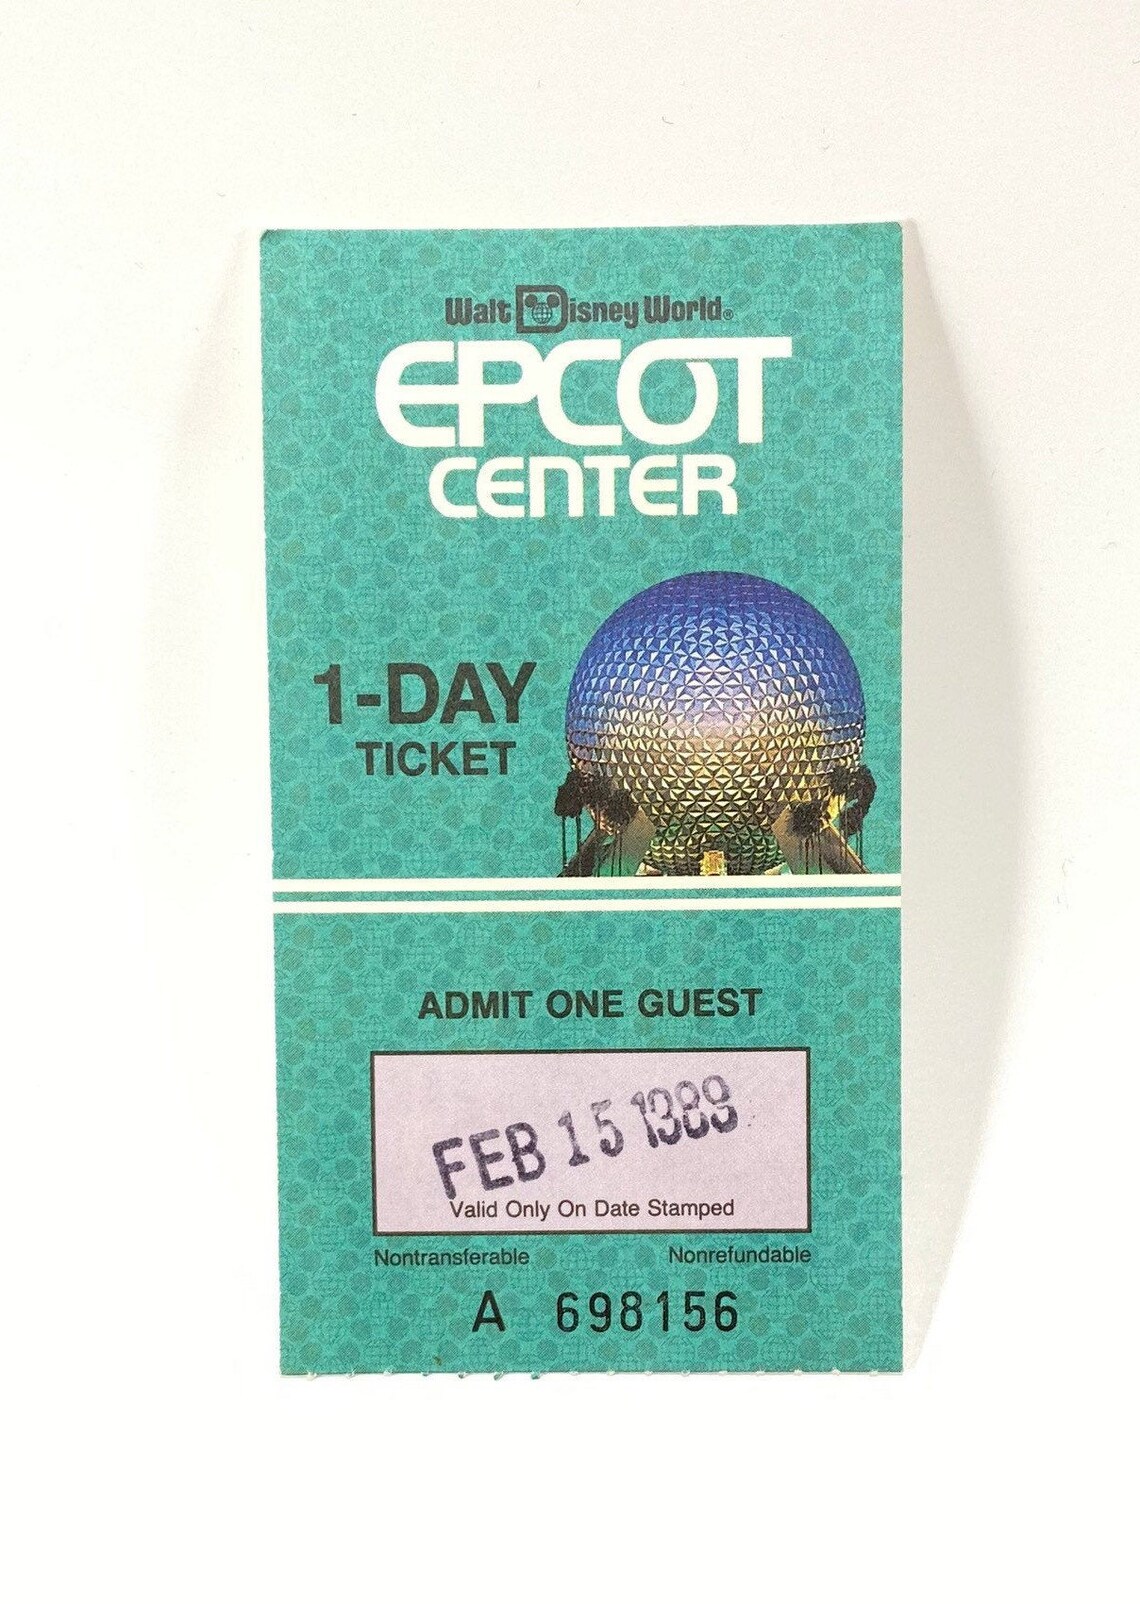 Walt Disney World®
EPCOT
CENTER
1-DAY
TICKET
ADMIT ONE GUEST
FEB 15 1989
Valid Only On Date Stamped
Nontransferable Nonrefundable
A 698156